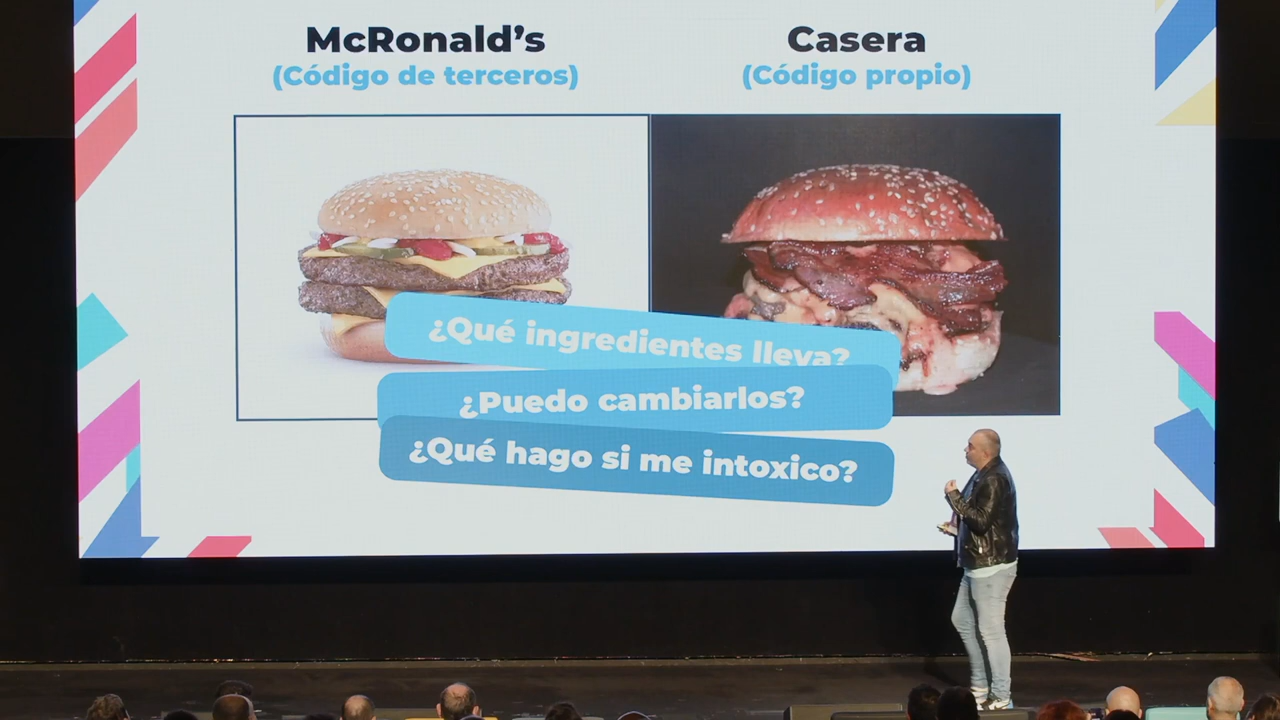 McRonald's
(Código de terceros)
Casera
(Código propio)
¿Qué ingredientes lleva?
¿Puedo cambiarlos?
¿Qué hago si me intoxico?